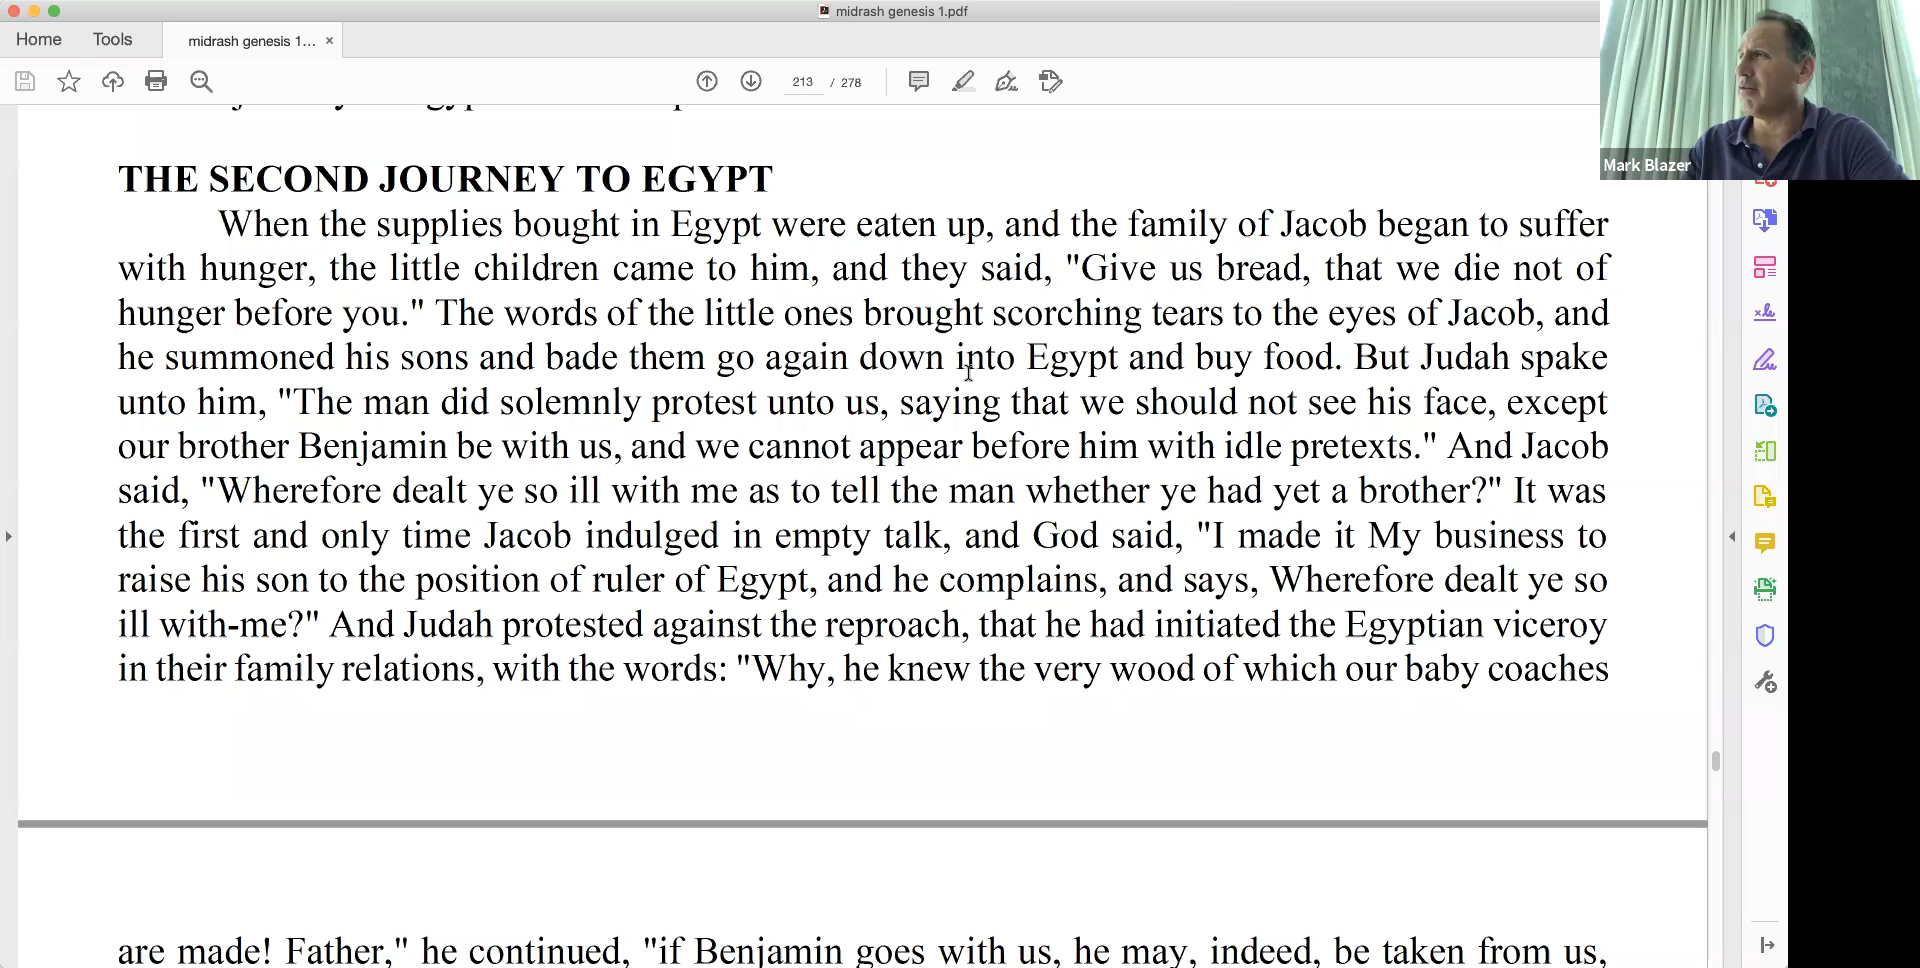 midrash genesis 1.pdf
Home Tools midrash genesis 1... ×
213 / 278
Mark Blazer
THE SECOND JOURNEY TO EGYPT
When the supplies bought in Egypt were eaten up, and the family of Jacob began to suffer
with hunger, the little children came to him, and they said, "Give us bread, that we die not of
hunger before you." The words of the little ones brought scorching tears to the eyes of Jacob, and
he summoned his sons and bade them go again down into Egypt and buy food. But Judah spake
unto him, "The man did solemnly protest unto us, saying that we should not see his face, except
our brother Benjamin be with us, and we cannot appear before him with idle pretexts." And Jacob
said, "Wherefore dealt ye so ill with me as to tell the man whether ye had yet a brother?" It was
the first and only time Jacob indulged in empty talk, and God said, "I made it My business to
raise his son to the position of ruler of Egypt, and he complains, and says, Wherefore dealt ye so
ill with-me?" And Judah protested against the reproach, that he had initiated the Egyptian viceroy
in their family relations, with the words: "Why, he knew the very wood of which our baby coaches
are made! Father," he continued, "if Benjamin goes with us, he may, indeed, be taken from us,